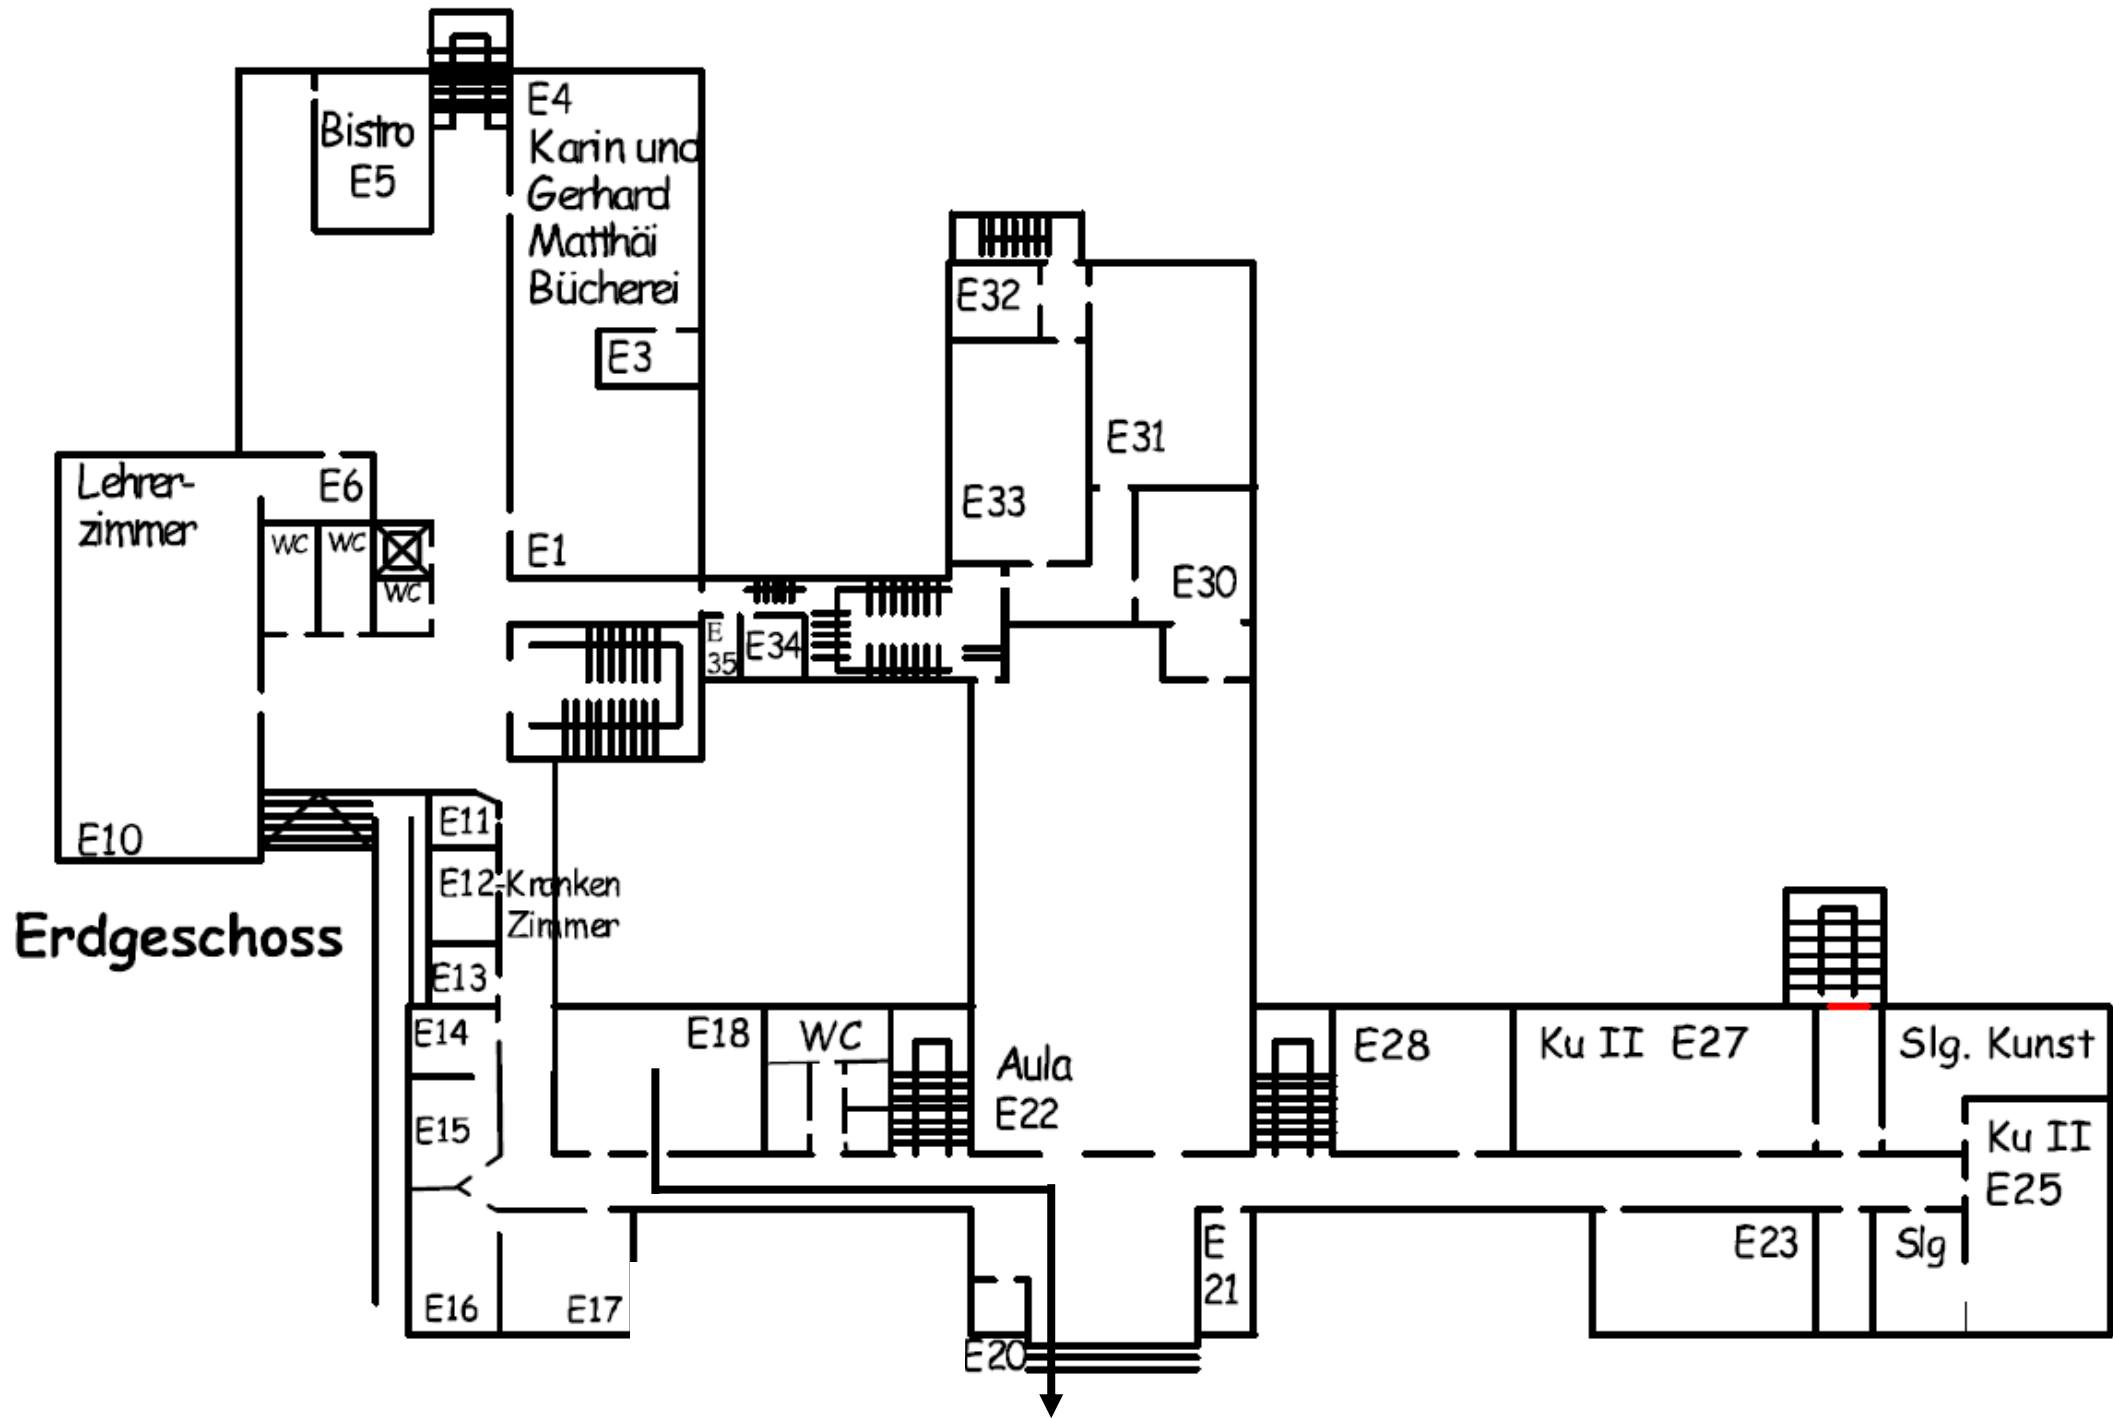 E4
Karin und
Gerhard
Matthäi
Bücherei
Bistro
E5
E3
E32
E31
E33
E30
Lehrer-
zimmer
E6
WC
WC
WC
E1
E
35
E34
E10
E11
E12-Kranken
Zimmer
E13
Erdgeschoss
E14
E15
E16
E17
E18
WC
Aula
E22
E20
E
21
E28
Ku II E27
Slg. Kunst
Ku II
E25
E23
Slg